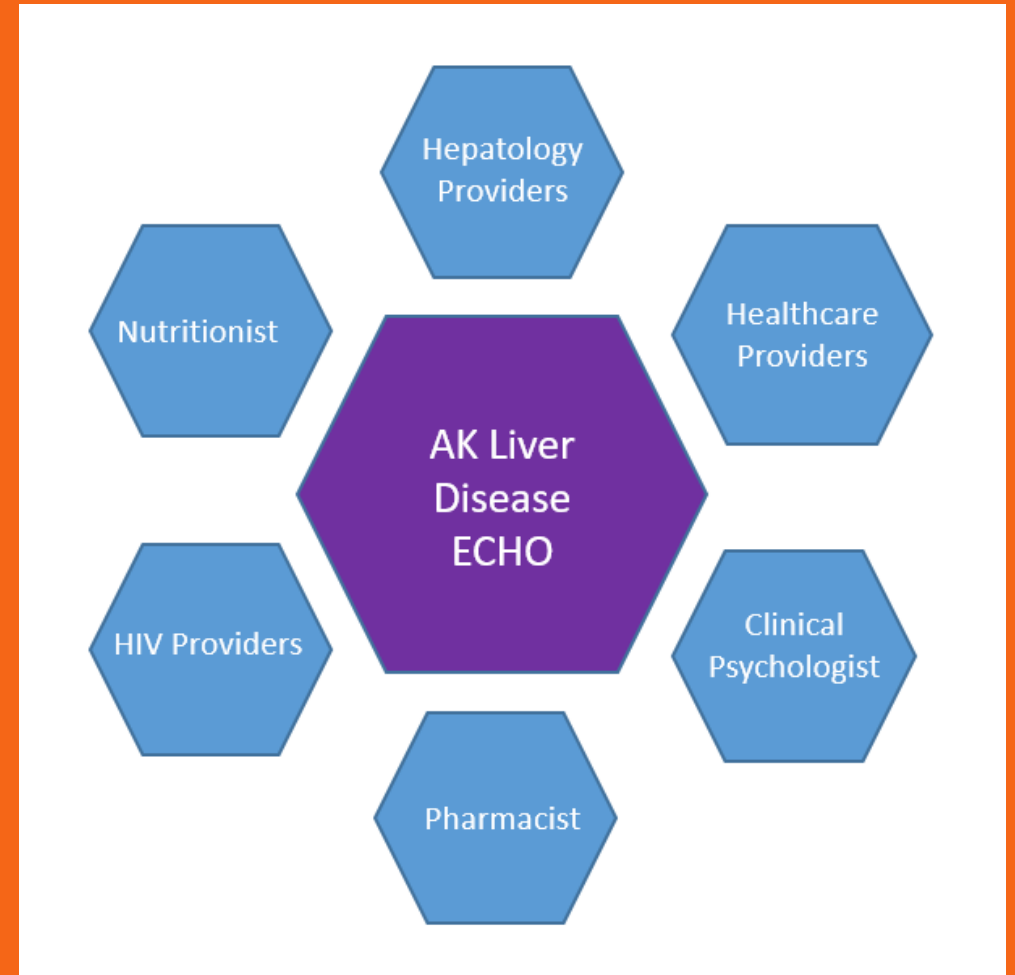 Hepatology
Providers
Healthcare
Providers
Nutritionist
AK Liver
Disease
ECHO
Clinical
Psychologist
HIV Providers
Pharmacist